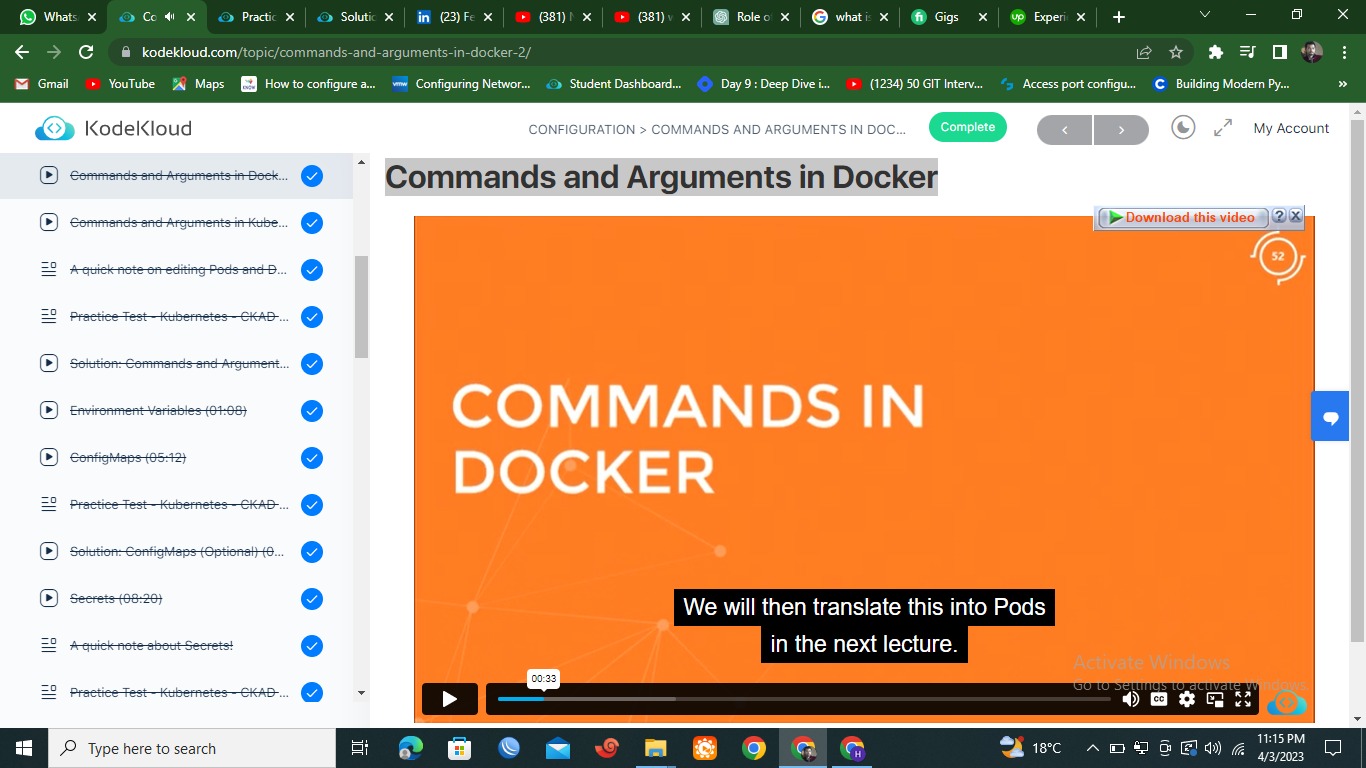 Whats
Co
Practic
Solutic
(23) Fe
(381)
(381)
Role o
what is
Gigs
Experi
kodekloud.com/topic/commands-and-arguments-in-docker-2/
Gmail
YouTube
Maps
How to configure a...
Configuring Networ...
Student Dashboard...
Day 9 : Deep Dive i...
(1234) 50 GIT Interv...
Access port configu...
Building Modern Py...
»
KodeKloud
CONFIGURATION > COMMANDS AND ARGUMENTS IN DOC...
Complete
< >
My Account
Commands and Arguments in Dock...
Commands and Arguments in Kube...
A quick note on editing Pods and D...
Practice Test - Kubernetes - CKAD ...
Solution: Commands and Argument...
Environment Variables (01:08)
ConfigMaps (05:12)
Practice Test - Kubernetes - CKAD ...
Solution: ConfigMaps (Optional) (0...
Secrets (08:20)
A quick note about Secrets!
Practice Test - Kubernetes - CKAD ...
Commands and Arguments in Docker
Download this video ? X
52
COMMANDS IN
DOCKER
We will then translate this into Pods
in the next lecture.
00:33
CC
Activate Windows
Go to Settings to activate Windows.
Type here to search
H
18°C
11:15 PM
4/3/2023